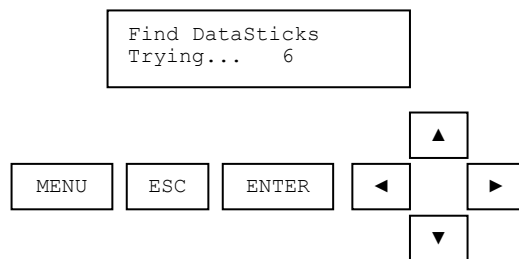 Find DataSticks
Trying... 6
▲
MENU ESC ENTER ◄ ►
▼